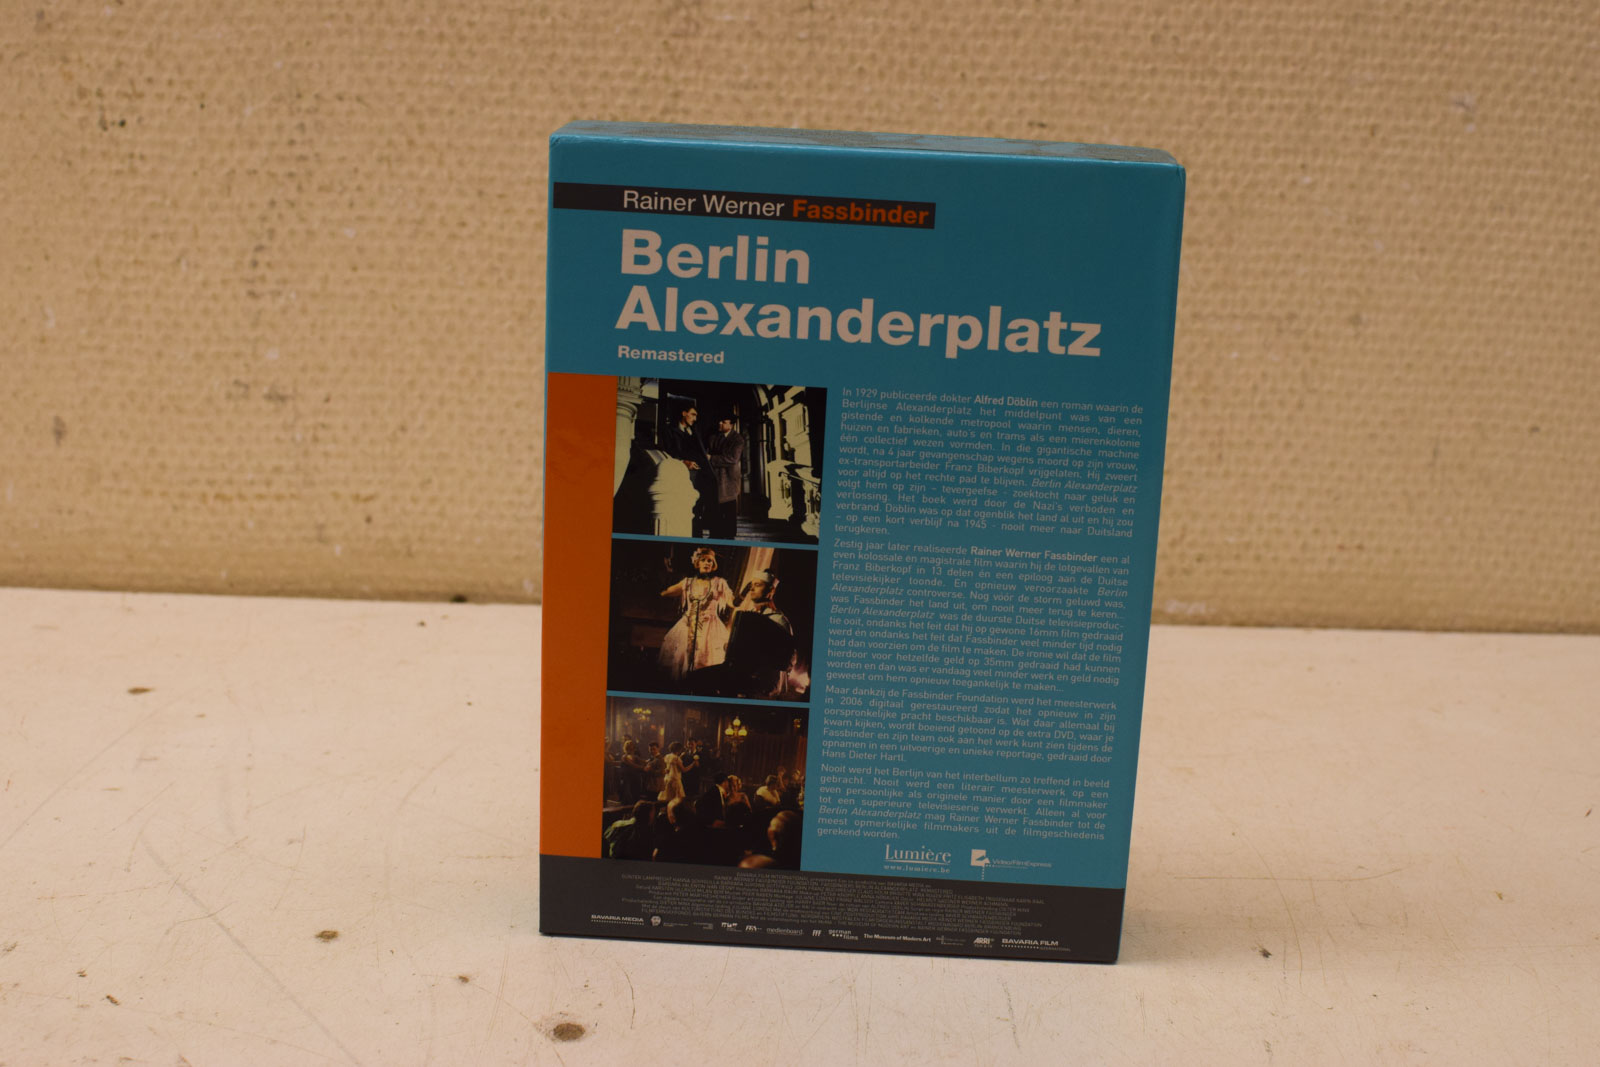 Rainer Werner Fassbinder
Berlin
Alexanderplatz
Remastered
In 1929 publiceerde dokter Alfred Döblin een roman waarin de
Berlijnse Alexanderplatz het middelpunt was van een
gistende en kolkende metropool waarin mensen, dieren,
huizen en fabrieken, auto's en trams als een mierenkolonie
één collectief wezen vormden. In die gigantische machine
wordt, na 4 jaar gevangenschap wegens moord op zijn vrouw,
ex-transportarbeider Franz Biberkopf vrijgelaten. Hij zweert
voor altijd op het rechte pad te blijven. Berlin Alexanderplatz
volgt hem op zijn – tevergeefse - zoektocht naar geluk en
verlossing. Het boek werd door de Nazi's verboden en
verbrand. Döblin was op dat ogenblik het land al uit en hij zou
– op een kort verblijf na 1945 - nooit meer naar Duitsland
terugkeren.
Zestig jaar later realiseerde Rainer Werner Fassbinder een al
even kolossale en magistrale film waarin hij de lotgevallen van
Franz Biberkopf in 13 delen én een epiloog aan de Duitse
televisiekijker toonde. En opnieuw veroorzaakte Berlin
Alexanderplatz controverse. Nog vóór de storm geluwd was,
was Fassbinder het land uit, om nooit meer terug te keren...
Berlin Alexanderplatz was de duurste Duitse televisieproduc-
tie ooit, ondanks het feit dat hij op gewone 16mm film gedraaid
werd én ondanks het feit dat Fassbinder veel minder tijd nodig
had dan voorzien om de film te maken. De ironie wil dat de film
hierdoor voor hetzelfde geld op 35mm gedraaid had kunnen
worden en dan was er vandaag veel minder werk en geld nodig
geweest om hem opnieuw toegankelijk te maken...
Maar dankzij de Fassbinder Foundation werd het meesterwerk
in 2006 digitaal gerestaureerd zodat het opnieuw in zijn
oorspronkelijke pracht beschikbaar is. Wat daar allemaal bij
kwam kijken, wordt boeiend getoond op de extra DVD, waar je
Fassbinder en zijn team ook aan het werk kunt zien tijdens de
opnamen in een uitvoerige en unieke reportage, gedraaid door
Hans Dieter Hartl.
Nooit werd het Berlijn van het interbellum zo treffend in beeld
gebracht. Nooit werd een literair meesterwerk op een
even persoonlijke als originele manier door een filmmaker
tot een superieure televisieserie verwerkt. Alleen al voor
Berlin Alexanderplatz mag Rainer Werner Fassbinder tot de
meest opmerkelijke filmmakers uit de filmgeschiedenis
gerekend worden.
Lumière
www.lumiere.be
Video/FilmExpress
BAVARIA MEDIA
medienboard
german
films
The Museum of Modern Art
ARRI
BAVARIA FILM
INTERNATIONAL